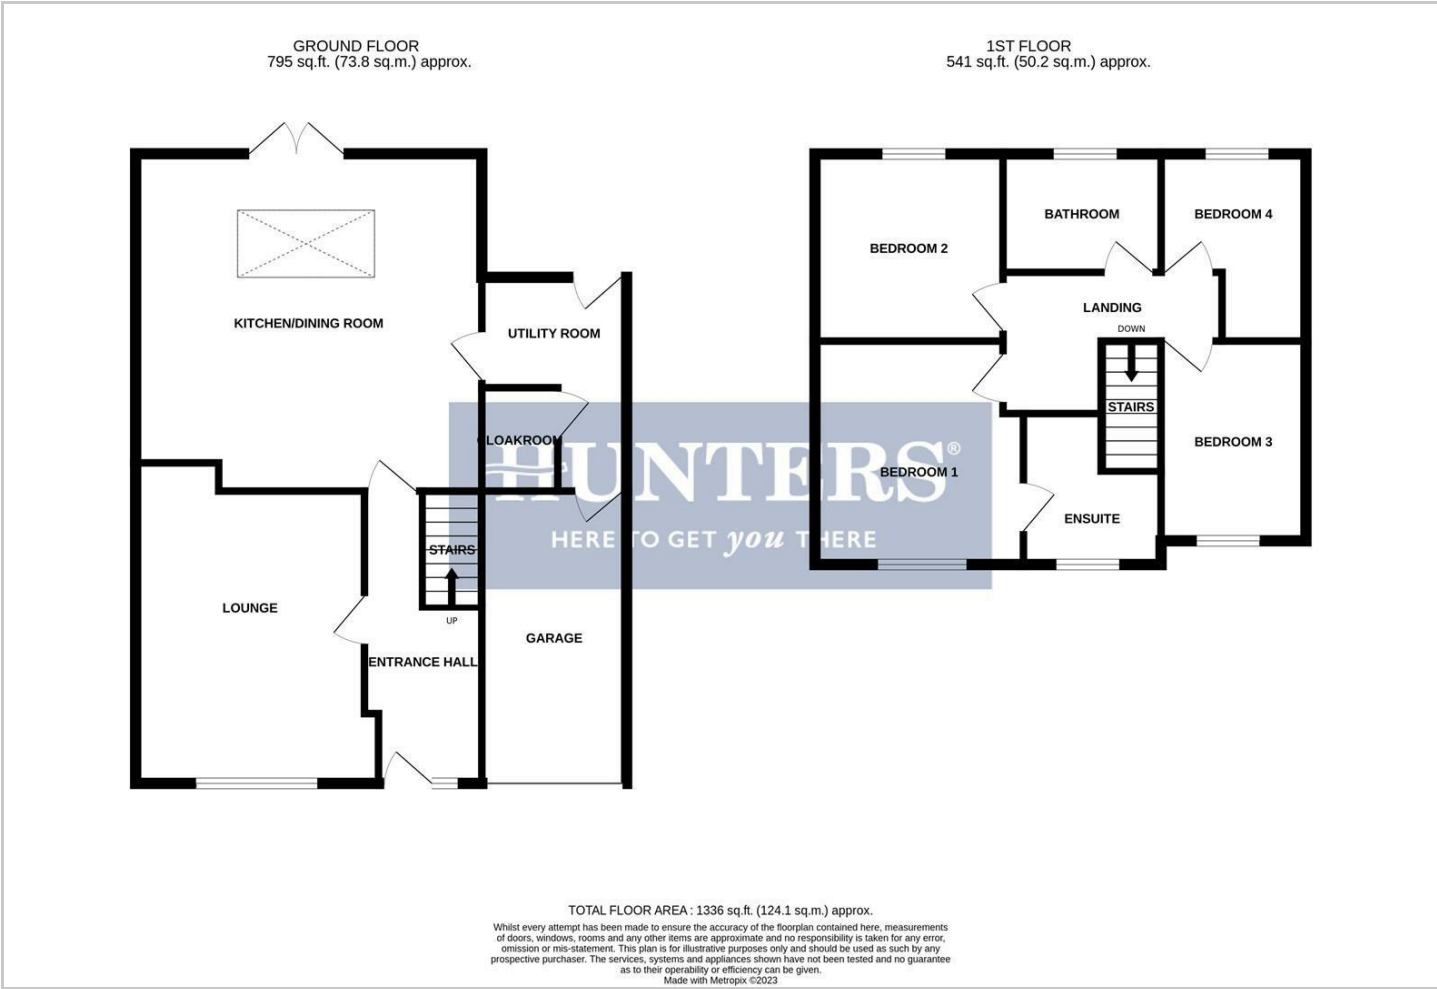 GROUND FLOOR
795 sq.ft. (73.8 sq.m.) approx.
1ST FLOOR
541 sq.ft. (50.2 sq.m.) approx.
KITCHEN/DINING ROOM
UTILITY ROOM
CLOAKROOM
STAIRS
UP
LOUNGE
ENTRANCE HALL
GARAGE
BEDROOM 2
BATHROOM
BEDROOM 4
LANDING
DOWN
STAIRS
BEDROOM 1
BEDROOM 3
ENSUITE
HUNTERS®
HERE TO GET you THERE
TOTAL FLOOR AREA : 1336 sq.ft. (124.1 sq.m.) approx.
Whilst every attempt has been made to ensure the accuracy of the floorplan contained here, measurements
of doors, windows, rooms and any other items are approximate and no responsibility is taken for any error,
omission or mis-statement. This plan is for illustrative purposes only and should be used as such by any
prospective purchaser. The services, systems and appliances shown have not been tested and no guarantee
as to their operability or efficiency can be given.
Made with Metropix ©2023